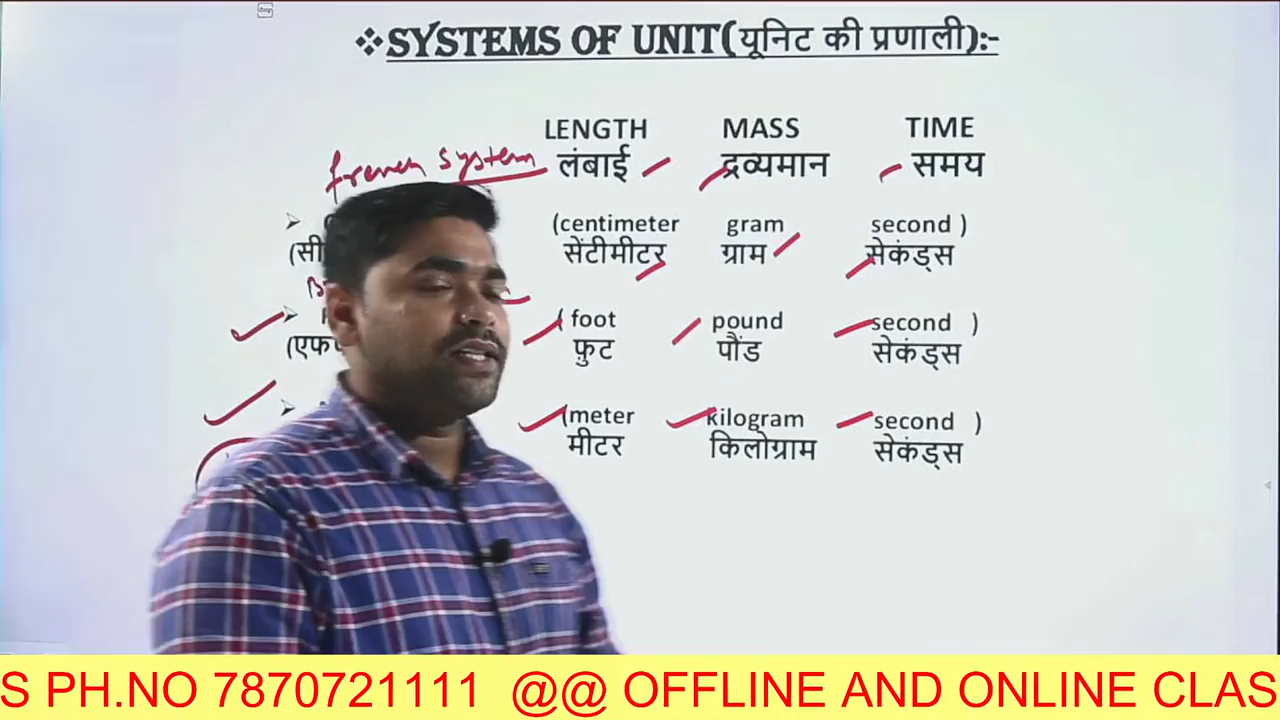 ❖SYSTEMS OF UNIT(यूनिट की प्रणाली):-
LENGTH MASS TIME
french system लंबाई द्रव्यमान समय
(centimeter gram second )
(सी सेंटीमीटर ग्राम सेकंड्स
( foot pound second )
(एफ फ़ुट पौंड सेकंड्स
(meter kilogram second )
मीटर किलोग्राम सेकंड्स
S PH.NO 7870721111 @@ OFFLINE AND ONLINE CLAS